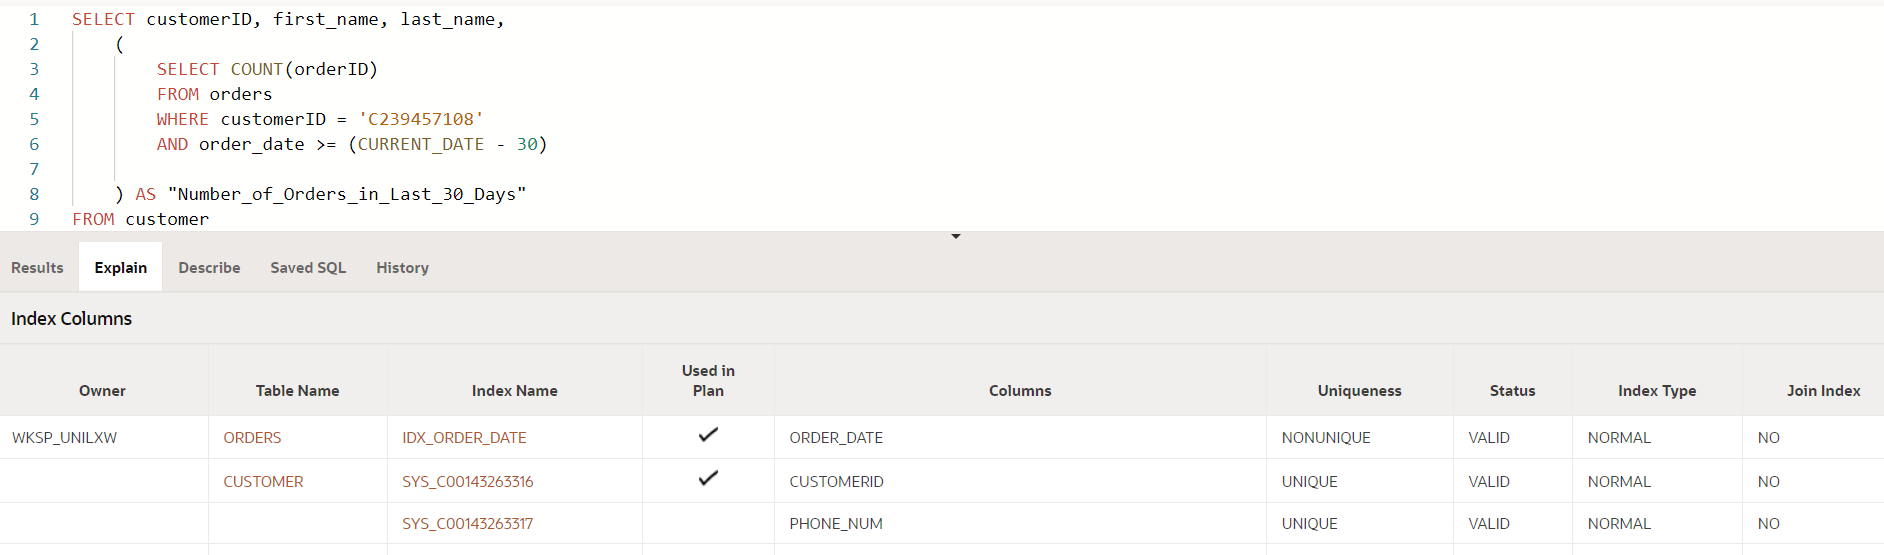 1 SELECT customerID, first_name, last_name,
2 (
3 SELECT COUNT(orderID)
4 FROM orders
5 WHERE customerID = 'C239457108'
6 AND order_date >= (CURRENT_DATE - 30)
7
8 ) AS "Number_of_Orders_in_Last_30_Days"
9 FROM customer
Results Explain Describe Saved SQL History
Index Columns
Owner Table Name Index Name Used in Plan Columns Uniqueness Status Index Type Join Index
WKSP_UNILXW ORDERS IDX_ORDER_DATE ✓ ORDER_DATE NONUNIQUE VALID NORMAL NO
CUSTOMER SYS_C00143263316 ✓ CUSTOMERID UNIQUE VALID NORMAL NO
SYS_C00143263317 PHONE_NUM UNIQUE VALID NORMAL NO